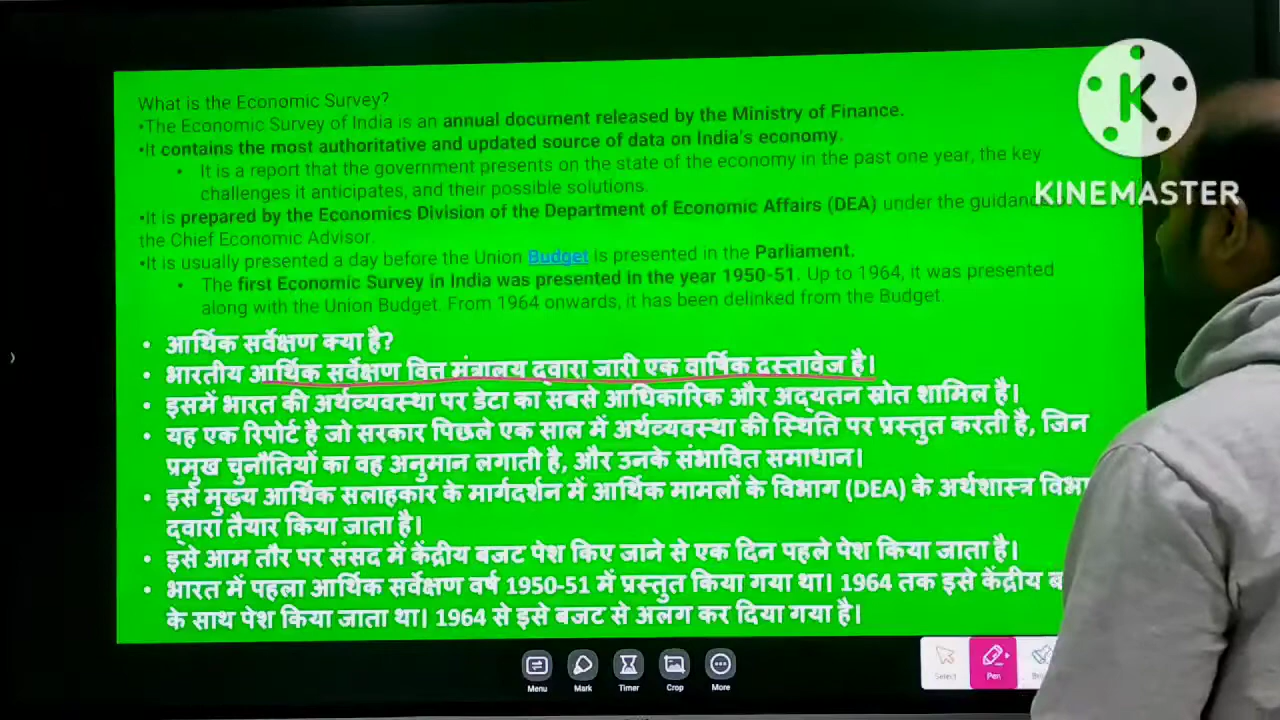 What is the Economic Survey?
•The Economic Survey of India is an annual document released by the Ministry of Finance.
•It contains the most authoritative and updated source of data on India's economy.
• It is a report that the government presents on the state of the economy in the past one year, the key
challenges it anticipates, and their possible solutions.
•It is prepared by the Economics Division of the Department of Economic Affairs (DEA) under the
the Chief Economic Advisor.
•It is usually presented a day before the Union Budget is presented in the Parliament.
• The first Economic Survey in India was presented in the year 1950-51. Up to 1964, it was presented
along with the Union Budget. From 1964 onwards, it has been delinked from the Budget.
• आर्थिक सर्वेक्षण क्या है?
• भारतीय आर्थिक सर्वेक्षण वित्त मंत्रालय द्वारा जारी एक वार्षिक दस्तावेज है।
• इसमें भारत की अर्थव्यवस्था पर डेटा का सबसे आधिकारिक और अद्यतन स्रोत शामिल है।
• यह एक रिपोर्ट है जो सरकार पिछले एक साल में अर्थव्यवस्था की स्थिति पर प्रस्तुत करती है, जिन
प्रमुख चुनौतियों का वह अनुमान लगाती है, और उनके संभावित समाधान।
• इसे मुख्य आर्थिक सलाहकार के मार्गदर्शन में आर्थिक मामलों के विभाग (DEA) के अर्थशास्त्र
द्वारा तैयार किया जाता है।
• इसे आम तौर पर संसद में केंद्रीय बजट पेश किए जाने से एक दिन पहले पेश किया जाता है।
• भारत में पहला आर्थिक सर्वेक्षण वर्ष 1950-51 में प्रस्तुत किया गया था। 1964 तक इसे केंद्रीय
के साथ पेश किया जाता था। 1964 से इसे बजट से अलग कर दिया गया है।
KINEMASTER
Menu Mark Timer Crop More
Select Pen